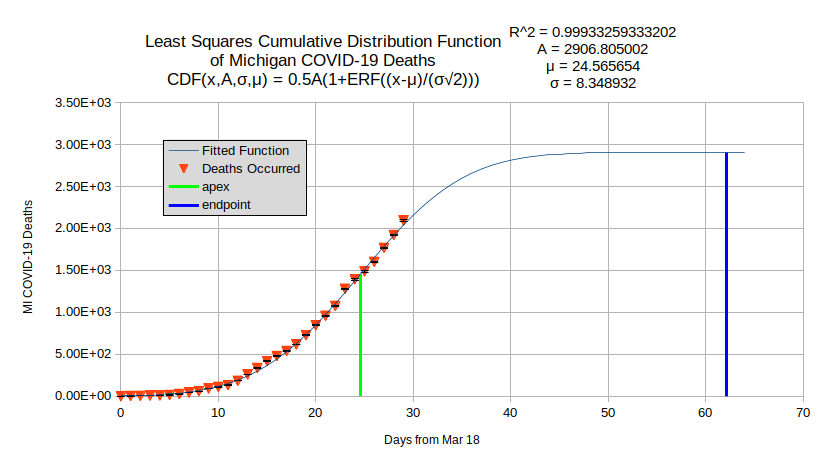 Least Squares Cumulative Distribution Function
of Michigan COVID-19 Deaths
CDF(x,A,σ,μ) = 0.5A(1+ERF((x-μ)/(σ√2)))
R^2 = 0.99933259333202
A = 2906.805002
μ = 24.565654
σ = 8.348932
3.50E+03
3.00E+03
2.50E+03
2.00E+03
1.50E+03
1.00E+03
5.00E+02
0.00E+00
MI COVID-19 Deaths
Fitted Function
Deaths Occurred
apex
endpoint
0 10 20 30 40 50 60 70
Days from Mar 18